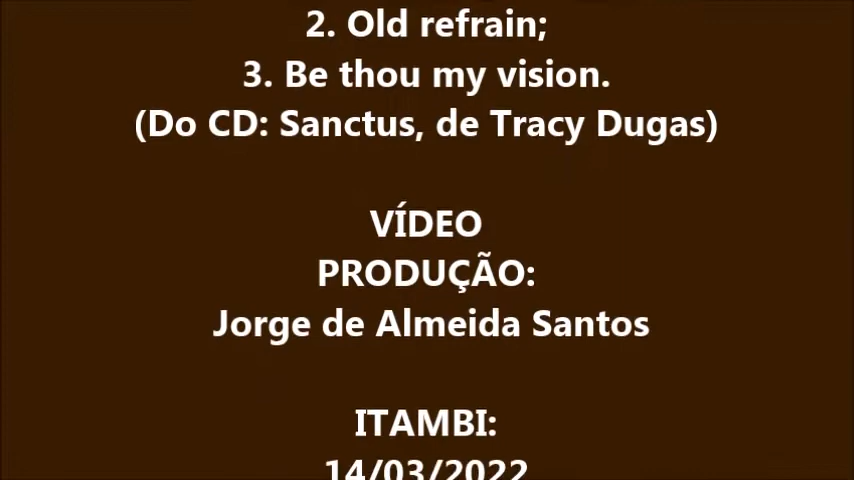 2. Old refrain;
3. Be thou my vision.
(Do CD: Sanctus, de Tracy Dugas)
VÍDEO
PRODUÇÃO:
Jorge de Almeida Santos
ITAMBI:
14/03/2022